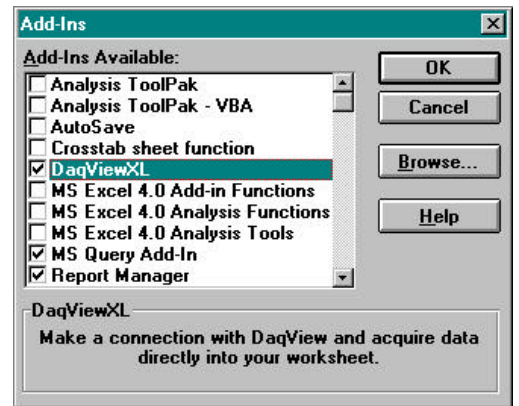 Add-Ins
Add-Ins Available:
Analysis ToolPak
Analysis ToolPak - VBA
AutoSave
Crosstab sheet function
DaqViewXL
MS Excel 4.0 Add-in Functions
MS Excel 4.0 Analysis Functions
MS Excel 4.0 Analysis Tools
MS Query Add-In
Report Manager
OK
Cancel
Browse...
Help
DaqViewXL
Make a connection with DaqView and acquire data
directly into your worksheet.